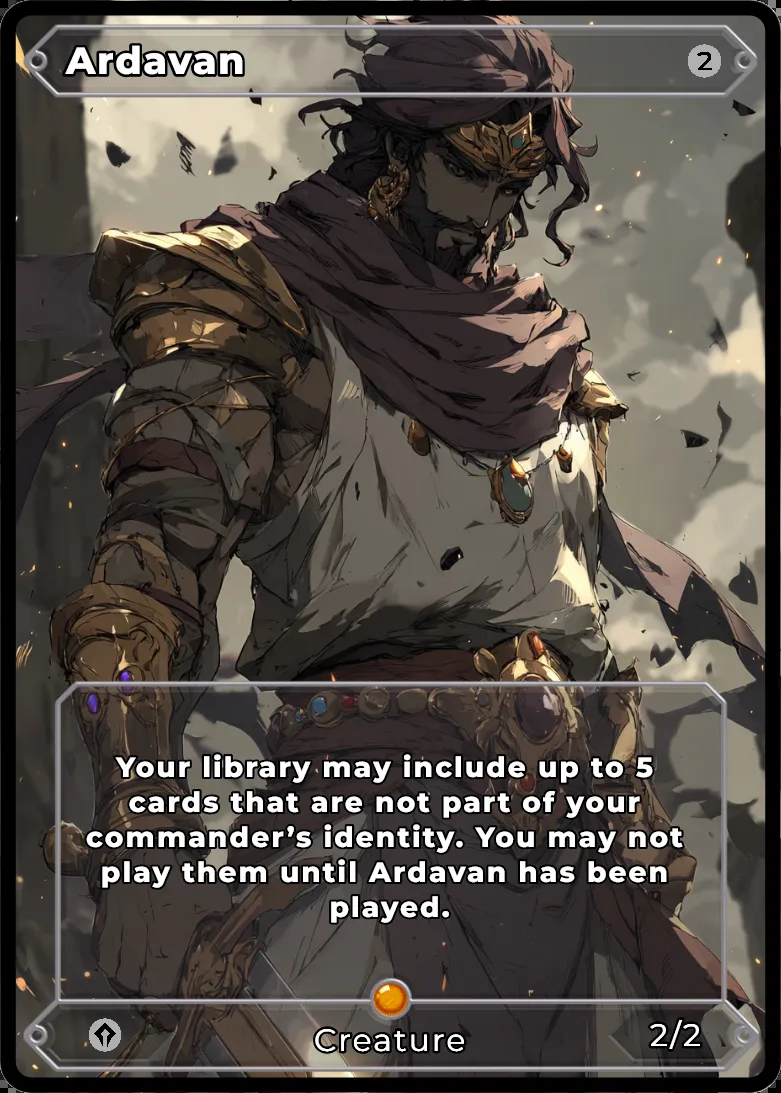 Ardavan
2
Your library may include up to 5
cards that are not part of your
commander’s identity. You may not
play them until Ardavan has been
played.
Creature
2/2